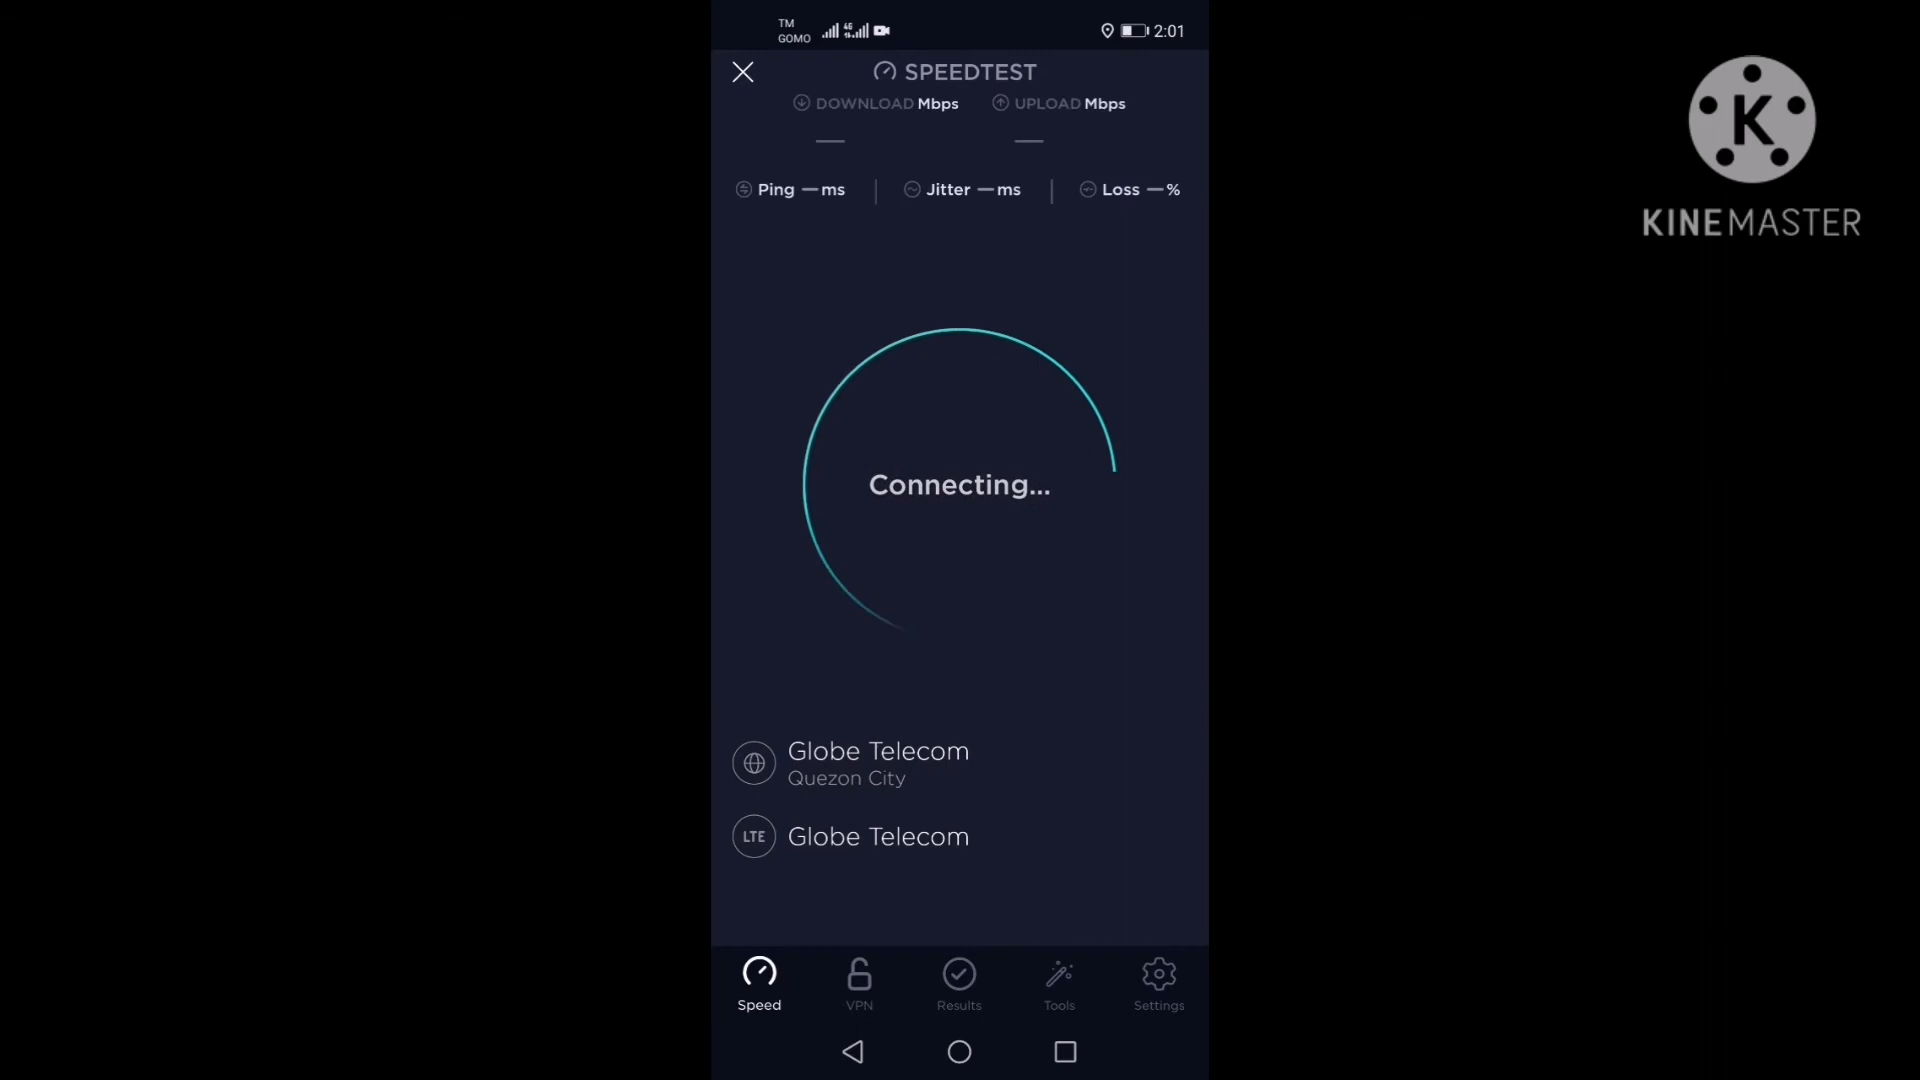 TM
GOMO
4G
2:01
SPEEDTEST
DOWNLOAD Mbps
UPLOAD Mbps
— —
Ping — ms
Jitter — ms
Loss — %
Connecting...
Globe Telecom
Quezon City
LTE Globe Telecom
Speed
VPN
Results
Tools
Settings
K
KINEMASTER